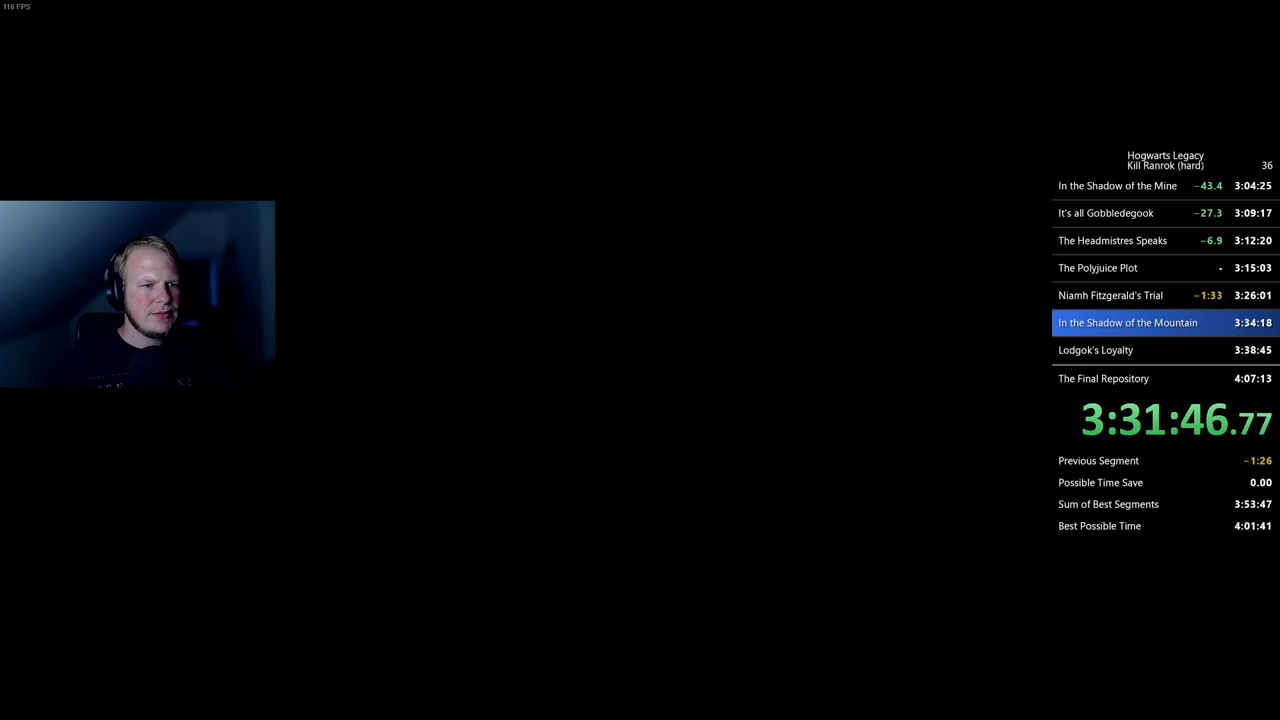 116 FPS
Hogwarts Legacy
Kill Ranrok (hard) 36
In the Shadow of the Mine -43.4 3:04:25
It's all Gobbledegook -27.3 3:09:17
The Headmistres Speaks -6.9 3:12:20
The Polyjuice Plot - 3:15:03
Niamh Fitzgerald's Trial -1:33 3:26:01
In the Shadow of the Mountain 3:34:18
Lodgok's Loyalty 3:38:45
The Final Repository 4:07:13
3:31:46.77
Previous Segment -1:26
Possible Time Save 0.00
Sum of Best Segments 3:53:47
Best Possible Time 4:01:41